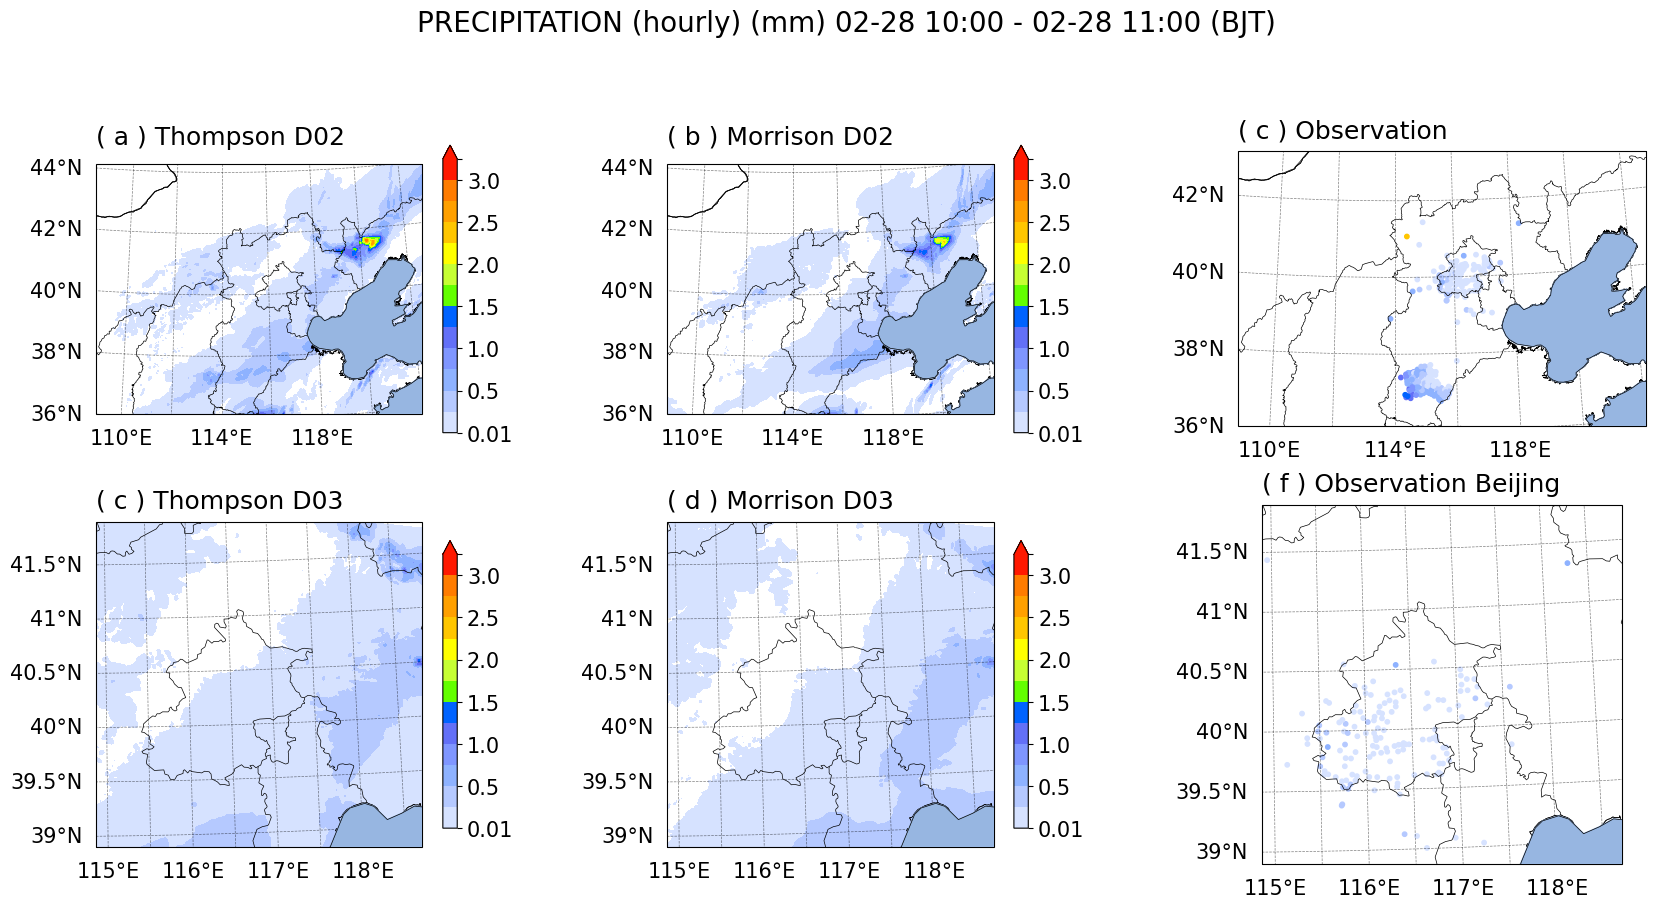 PRECIPITATION (hourly) (mm) 02-28 10:00 - 02-28 11:00 (BJT)
( a ) Thompson D02
44°N
42°N
40°N
38°N
36°N
110°E 114°E 118°E
3.0
2.5
2.0
1.5
1.0
0.5
0.01
( b ) Morrison D02
44°N
42°N
40°N
38°N
36°N
110°E 114°E 118°E
3.0
2.5
2.0
1.5
1.0
0.5
0.01
( c ) Observation
42°N
40°N
38°N
36°N
110°E 114°E 118°E
( c ) Thompson D03
41.5°N
41°N
40.5°N
40°N
39.5°N
39°N
115°E 116°E 117°E 118°E
3.0
2.5
2.0
1.5
1.0
0.5
0.01
( d ) Morrison D03
41.5°N
41°N
40.5°N
40°N
39.5°N
39°N
115°E 116°E 117°E 118°E
3.0
2.5
2.0
1.5
1.0
0.5
0.01
( f ) Observation Beijing
41.5°N
41°N
40.5°N
40°N
39.5°N
39°N
115°E 116°E 117°E 118°E